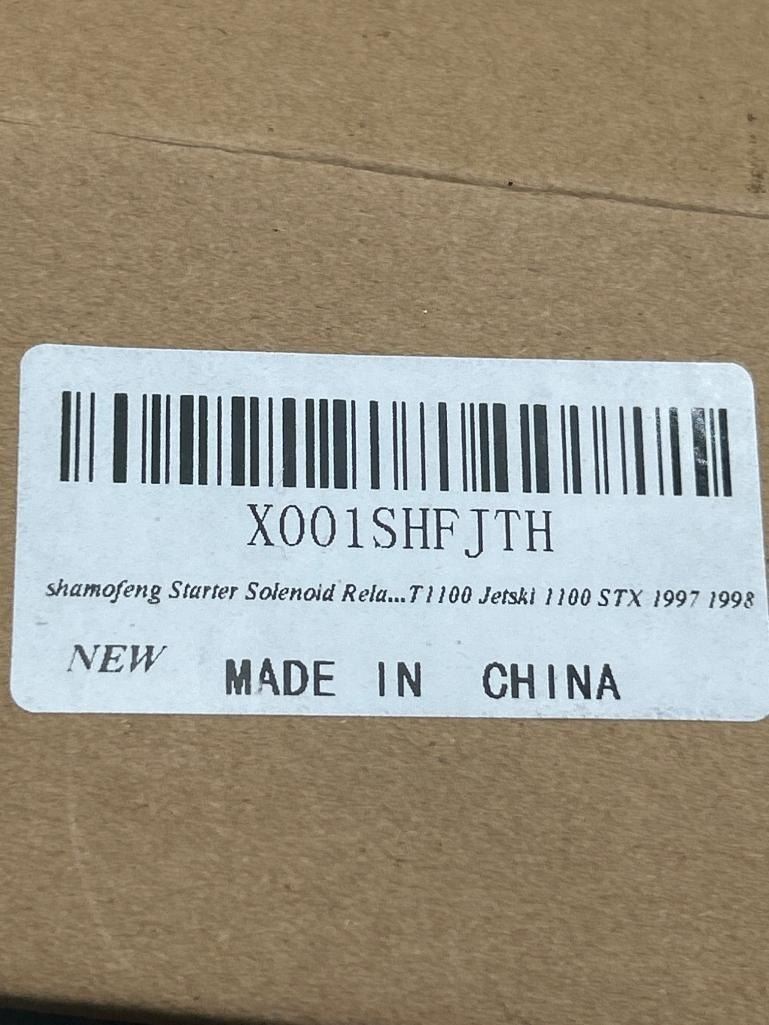 X001SHFJTH
shamofeng Starter Solenoid Rela...T1100 Jetski 1100 STX 1997 1998
NEW
MADE IN CHINA